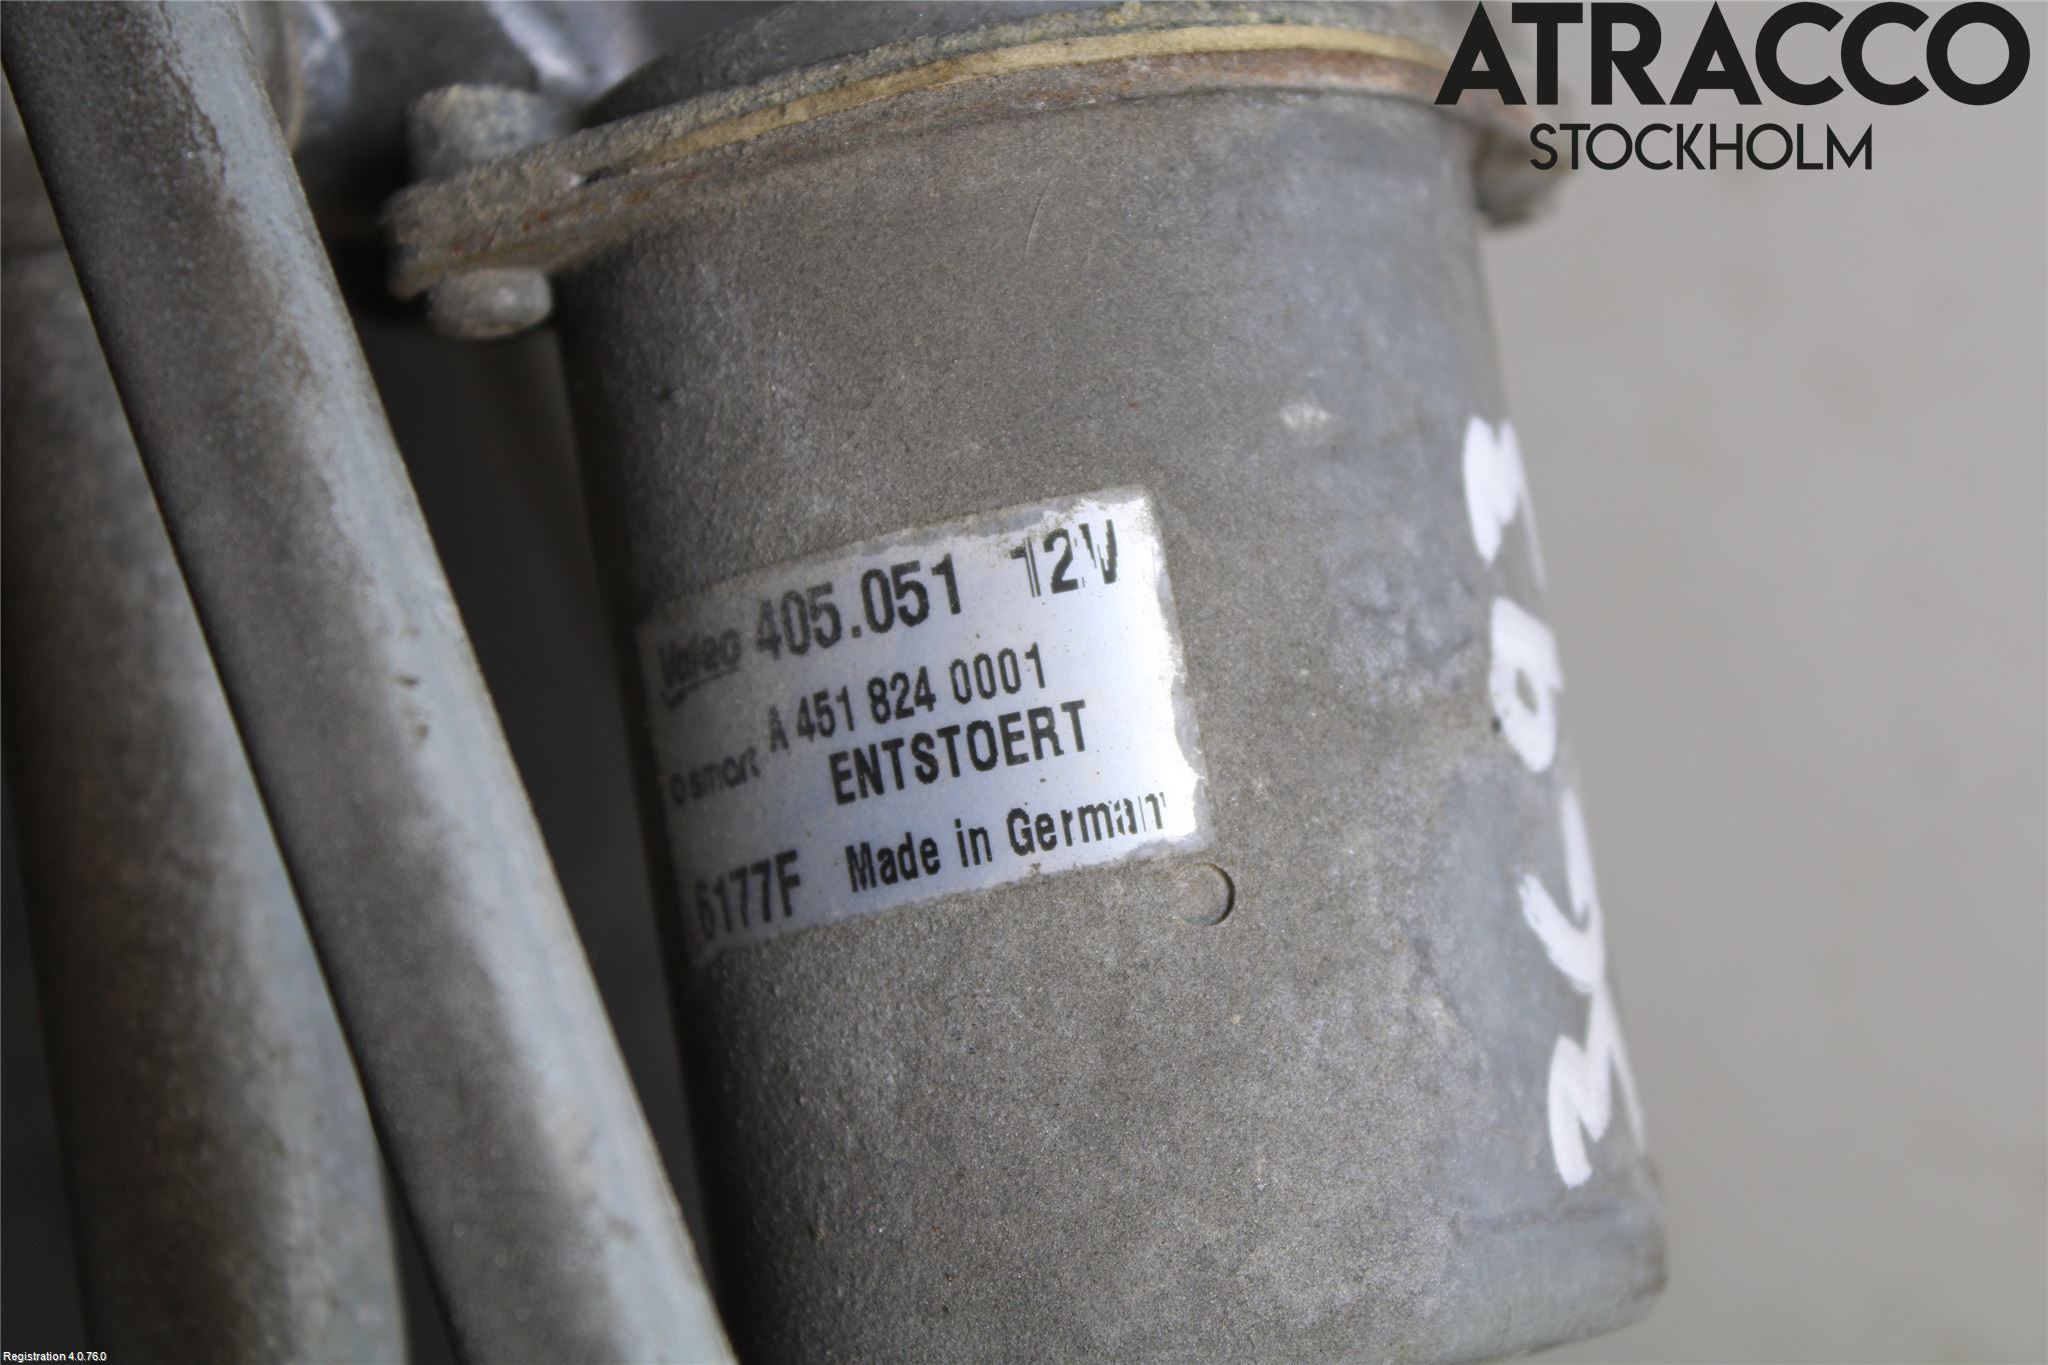 ATRACCO
STOCKHOLM
Valeo 405.051 12V
A 451 824 0001
smart
ENTSTOERT
6177F Made in German
Registration 4.0.76.0